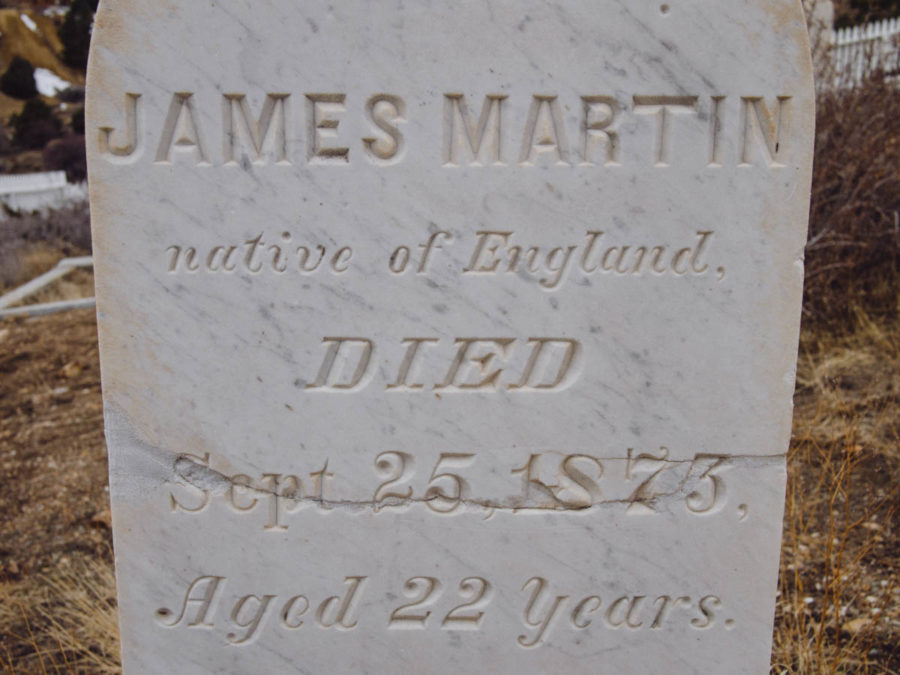 JAMES MARTIN
native of England,
DIED
Sept 25, 1873,
Aged 22 Years.